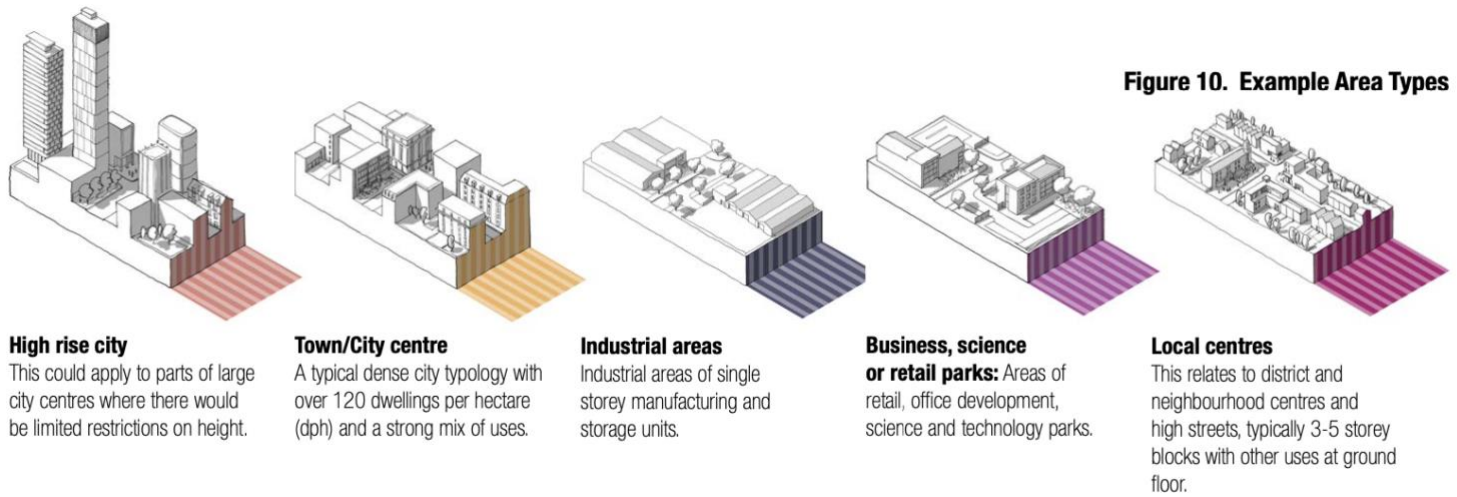 Figure 10. Example Area Types
High rise city
This could apply to parts of large
city centres where there would
be limited restrictions on height.
Town/City centre
A typical dense city typology with
over 120 dwellings per hectare
(dph) and a strong mix of uses.
Industrial areas
Industrial areas of single
storey manufacturing and
storage units.
Business, science
or retail parks: Areas of
retail, office development,
science and technology parks.
Local centres
This relates to district and
neighbourhood centres and
high streets, typically 3-5 storey
blocks with other uses at ground
floor.